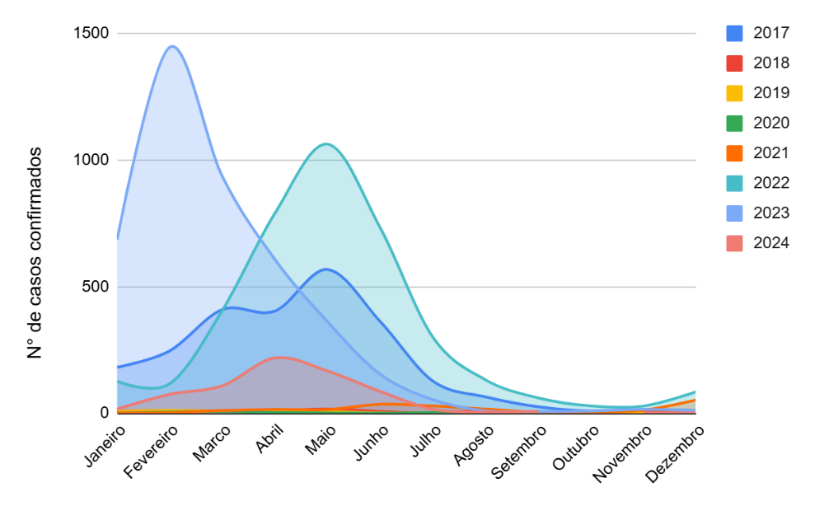 N° de casos confirmados
1500
1000
500
0
Janeiro
Fevereiro
Marco
Abril
Maio
Junho
Julho
Agosto
Setembro
Outubro
Novembro
Dezembro
2017
2018
2019
2020
2021
2022
2023
2024